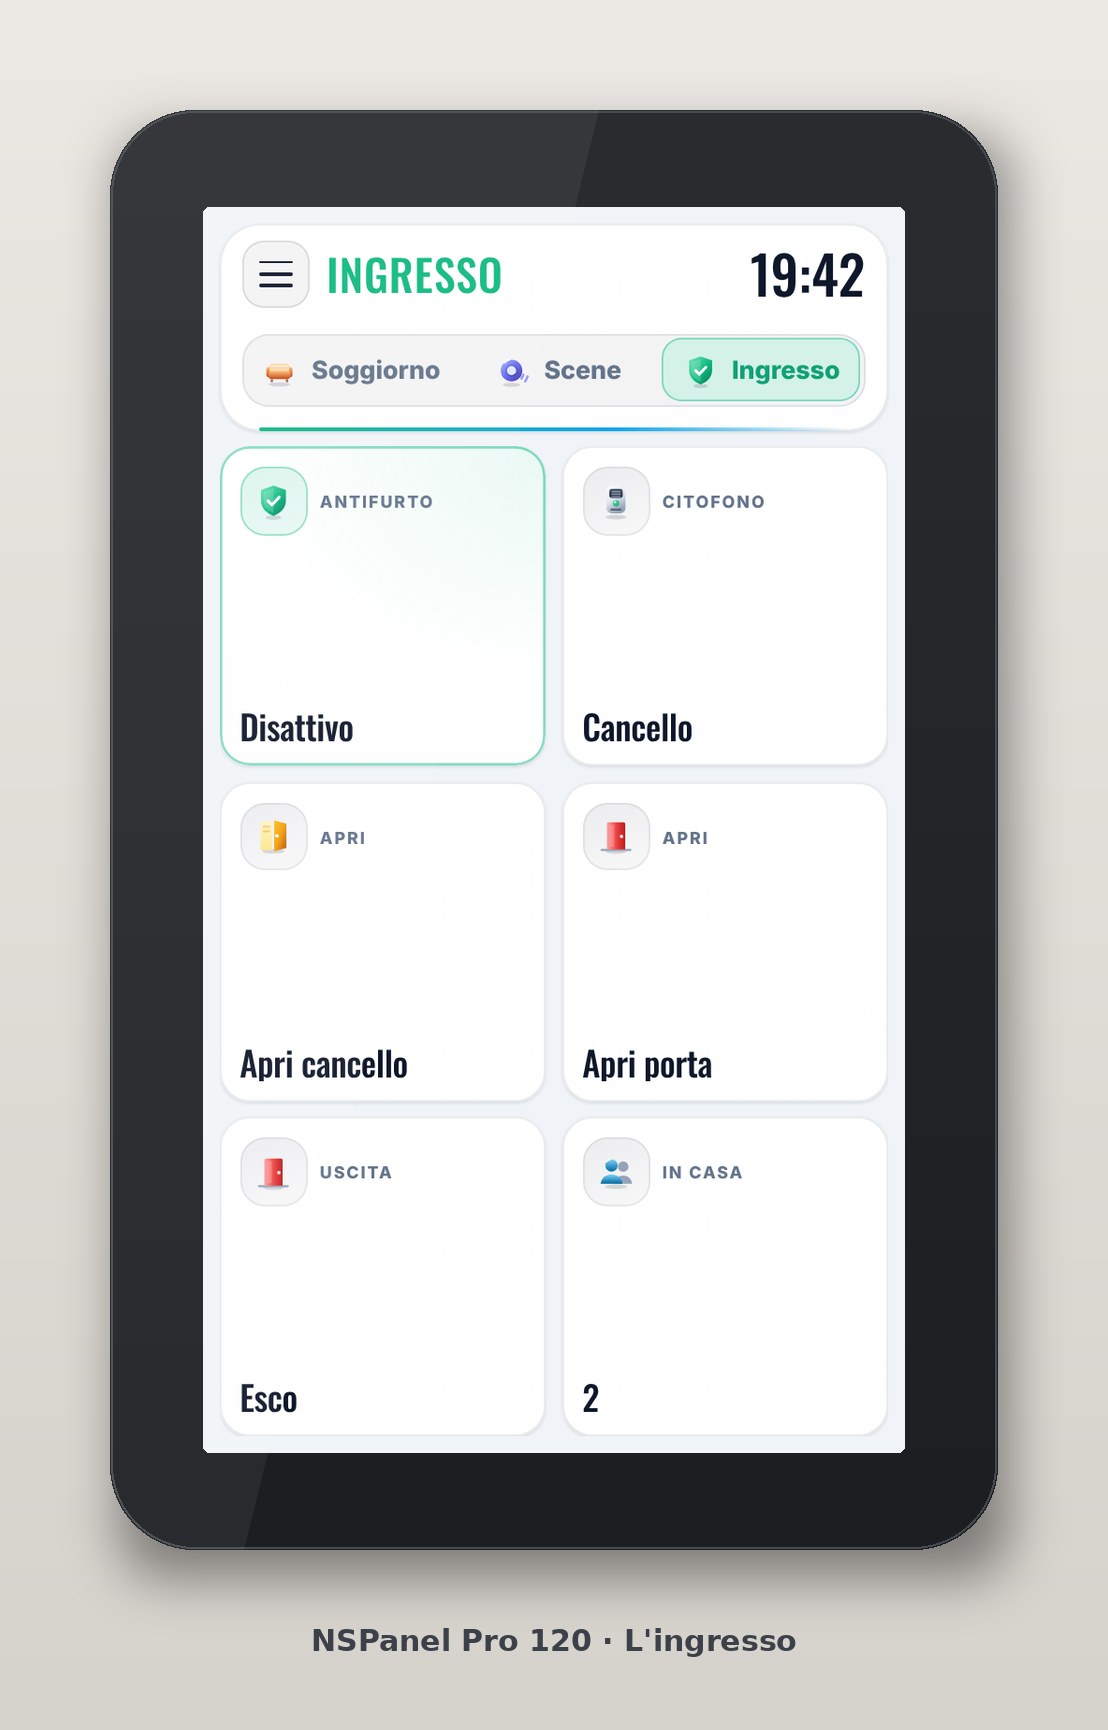 INGRESSO 19:42
Soggiorno Scene Ingresso
ANTIFURTO
Disattivo
CITOFONO
Cancello
APRI
Apri cancello
APRI
Apri porta
USCITA
Esco
IN CASA
2
NSPanel Pro 120 · L'ingresso